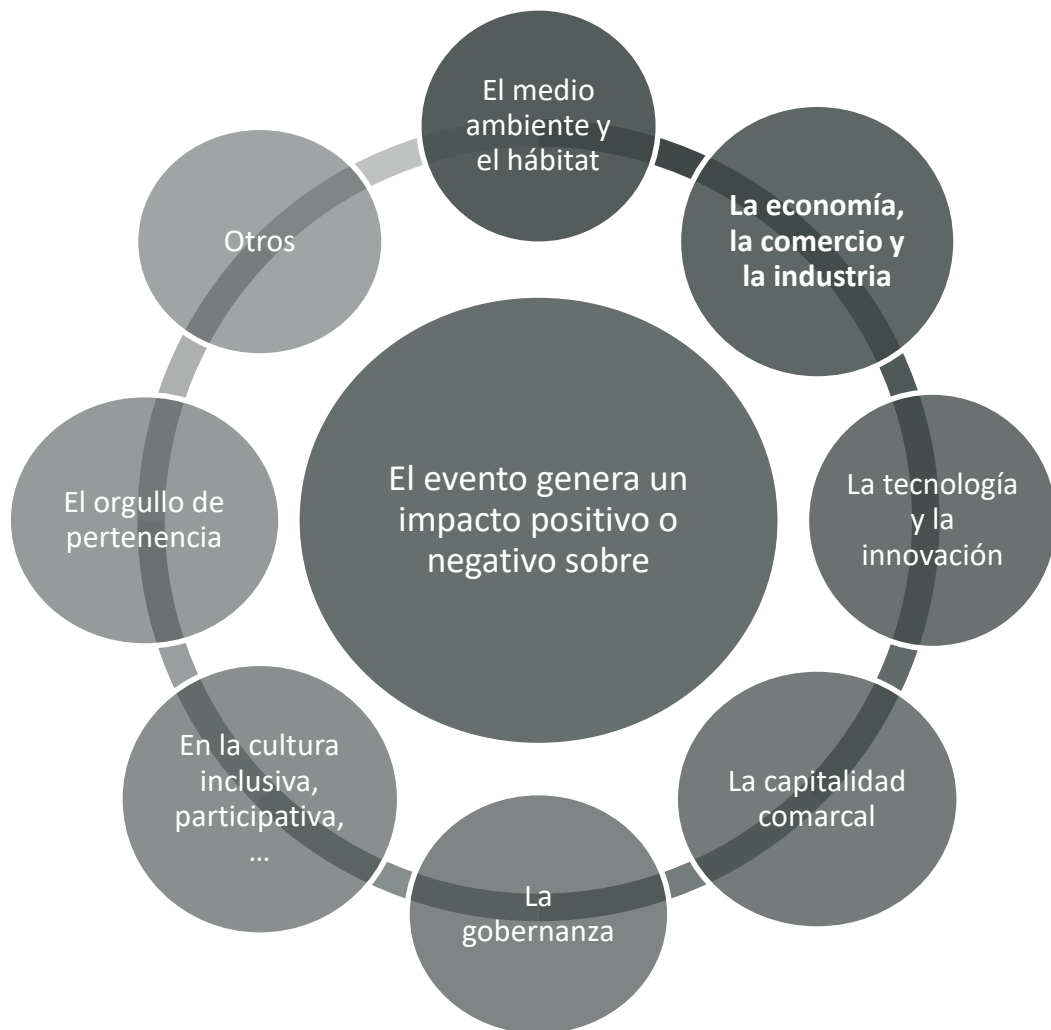 El medio
ambiente y
el hábitat
La economía,
la comercio y
la industria
La tecnología
y la
innovación
La capitalidad
comarcal
La
gobernanza
En la cultura
inclusiva,
participativa,
...
El orgullo de
pertenencia
Otros
El evento genera un
impacto positivo o
negativo sobre